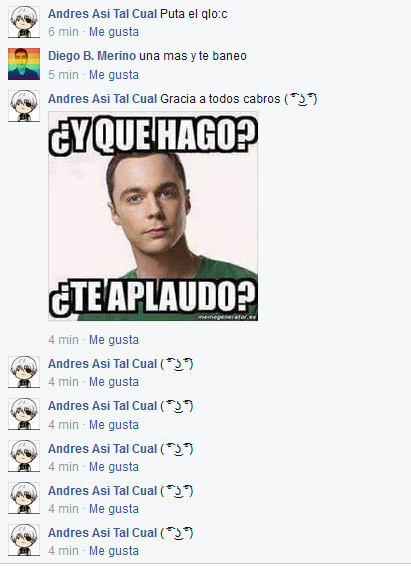 Andres Asi Tal Cual Puta el qlo:c
6 min · Me gusta
Diego B. Merino una mas y te baneo
5 min · Me gusta
Andres Asi Tal Cual Gracia a todos cabros ( ͡° ͜ʖ ͡°)
¿Y QUE HAGO?
¿TE APLAUDO?
memegenerator.es
4 min · Me gusta
Andres Asi Tal Cual ( ͡° ͜ʖ ͡°)
4 min · Me gusta
Andres Asi Tal Cual ( ͡° ͜ʖ ͡°)
4 min · Me gusta
Andres Asi Tal Cual ( ͡° ͜ʖ ͡°)
4 min · Me gusta
Andres Asi Tal Cual ( ͡° ͜ʖ ͡°)
4 min · Me gusta
Andres Asi Tal Cual ( ͡° ͜ʖ ͡°)
4 min · Me gusta